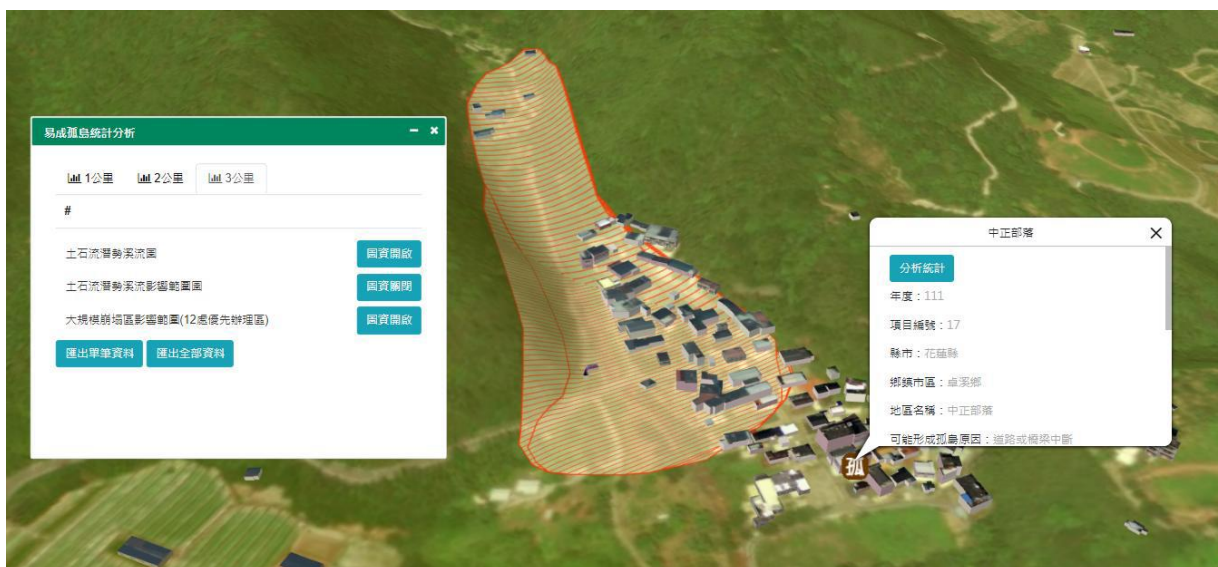 易成孤島統計分析
1公里 2公里 3公里
#
土石流潛勢溪流圖 圖資開啟
土石流潛勢溪流影響範圍圖 圖資關閉
大規模崩塌區影響範圍(12處優先辦理區) 圖資開啟
匯出單筆資料 匯出全部資料
中正部落
分析統計
年度：111
項目編號：17
縣市：花蓮縣
鄉鎮市區：卓溪鄉
地區名稱：中正部落
可能形成孤島原因：道路或橋梁中斷
孤